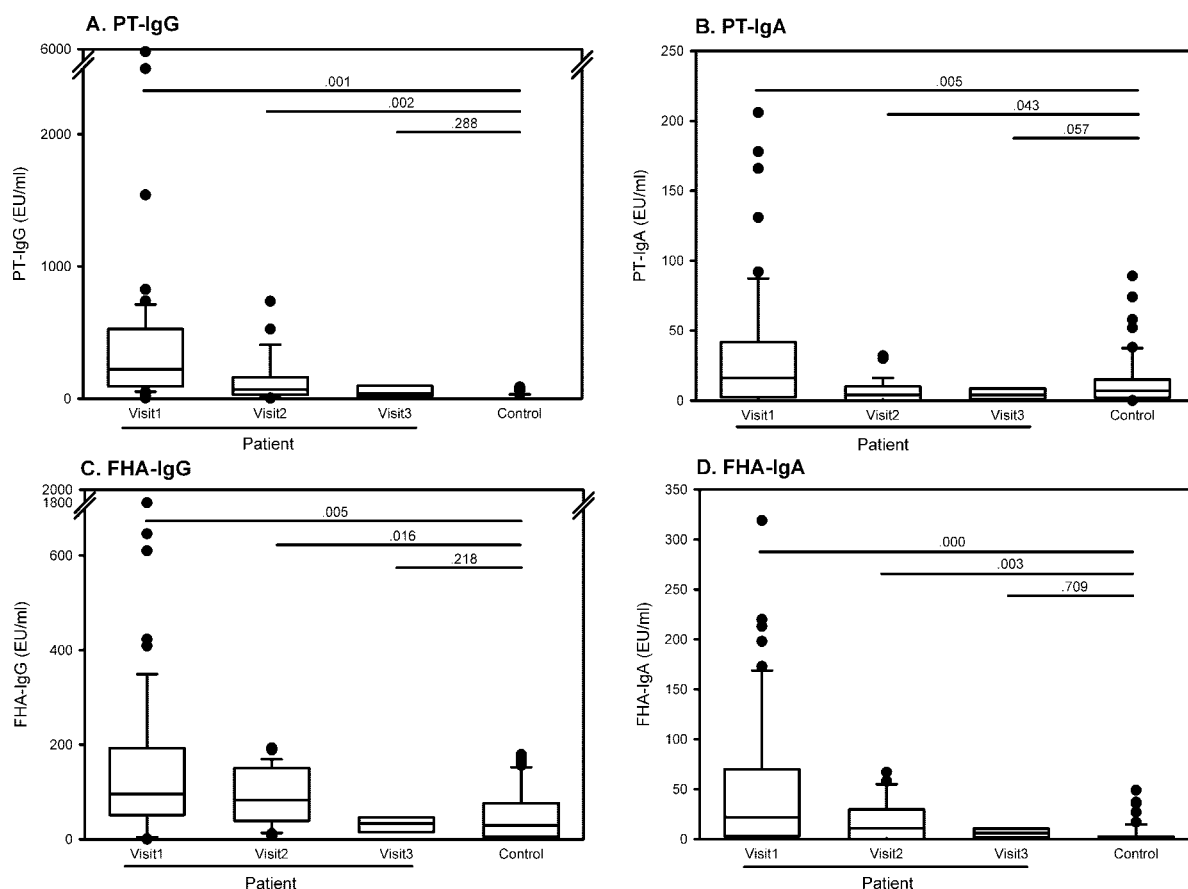 A. PT-IgG
6000
2000
1000
0
PT-IgG (EU/ml)
.001
.002
.288
Visit1 Visit2 Visit3 Control
Patient
B. PT-IgA
250
200
150
100
50
0
PT-IgA (EU/ml)
.005
.043
.057
Visit1 Visit2 Visit3 Control
Patient
C. FHA-IgG
2000
1800
600
400
200
0
FHA-IgG (EU/ml)
.005
.016
.218
Visit1 Visit2 Visit3 Control
Patient
D. FHA-IgA
350
300
250
200
150
100
50
0
FHA-IgA (EU/ml)
.000
.003
.709
Visit1 Visit2 Visit3 Control
Patient